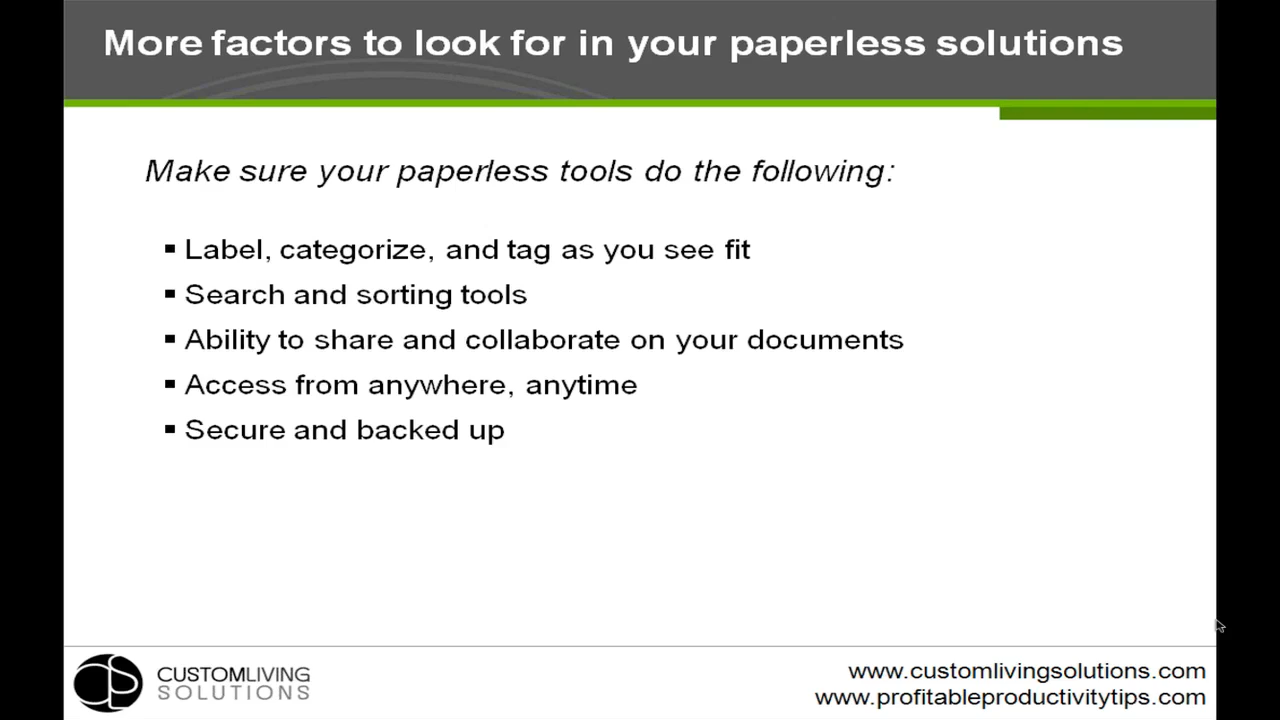 More factors to look for in your paperless solutions
Make sure your paperless tools do the following:
▪ Label, categorize, and tag as you see fit
▪ Search and sorting tools
▪ Ability to share and collaborate on your documents
▪ Access from anywhere, anytime
▪ Secure and backed up
CUSTOMLIVING
SOLUTIONS
www.customlivingsolutions.com
www.profitableproductivitytips.com